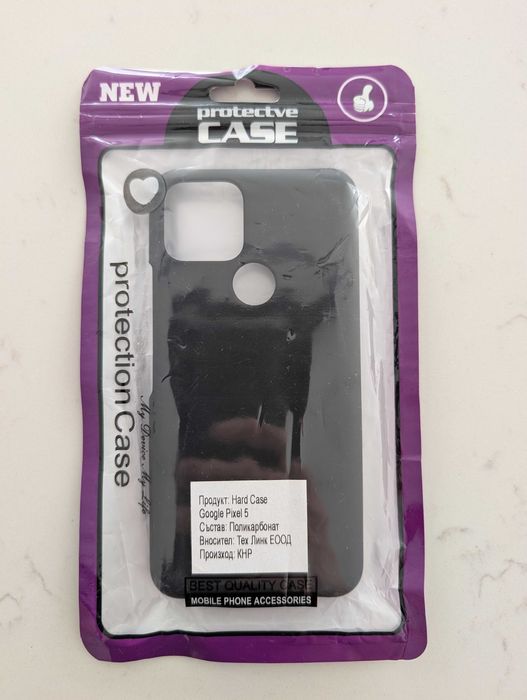 NEW
protectve
CASE
protection Case
My Device My Life
Продукт: Hard Case
Google Pixel 5
Състав: Поликарбонат
Вносител: Тех Линк ЕООД
Произход: КНР
BEST QUALITY CASE
MOBILE PHONE ACCESSORIES